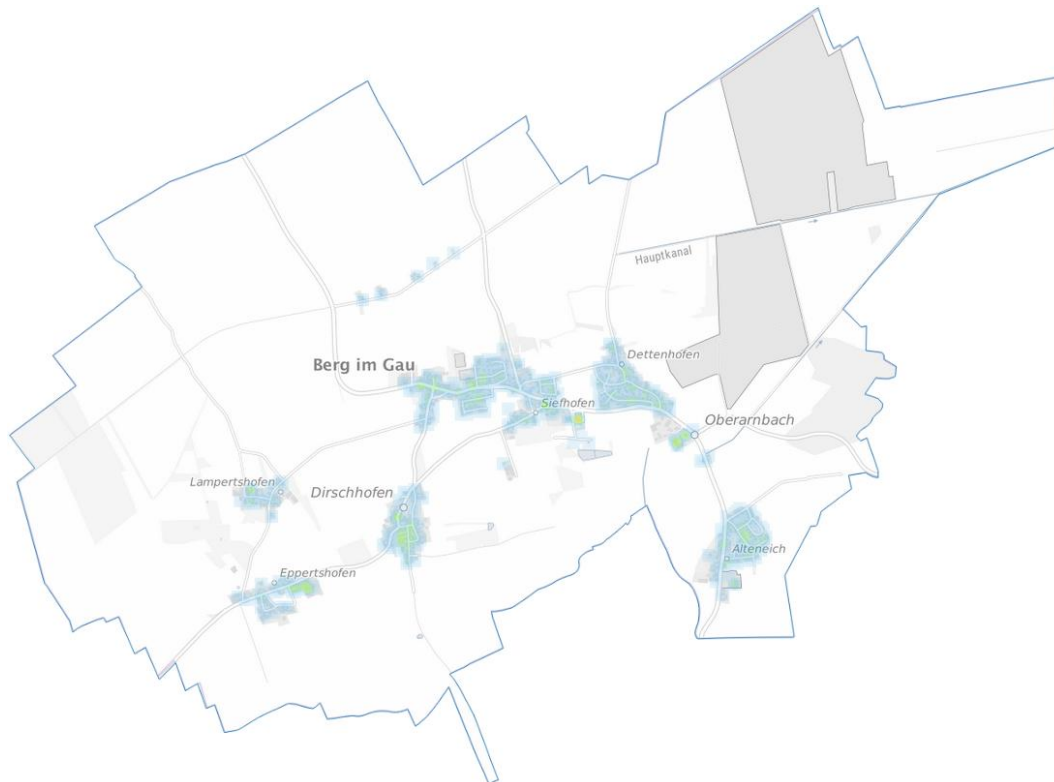 Hauptkanal
Dettenhofen
Berg im Gau
Siefhofen
Oberarnbach
Lampertshofen
Dirschhofen
Alteneich
Eppertshofen